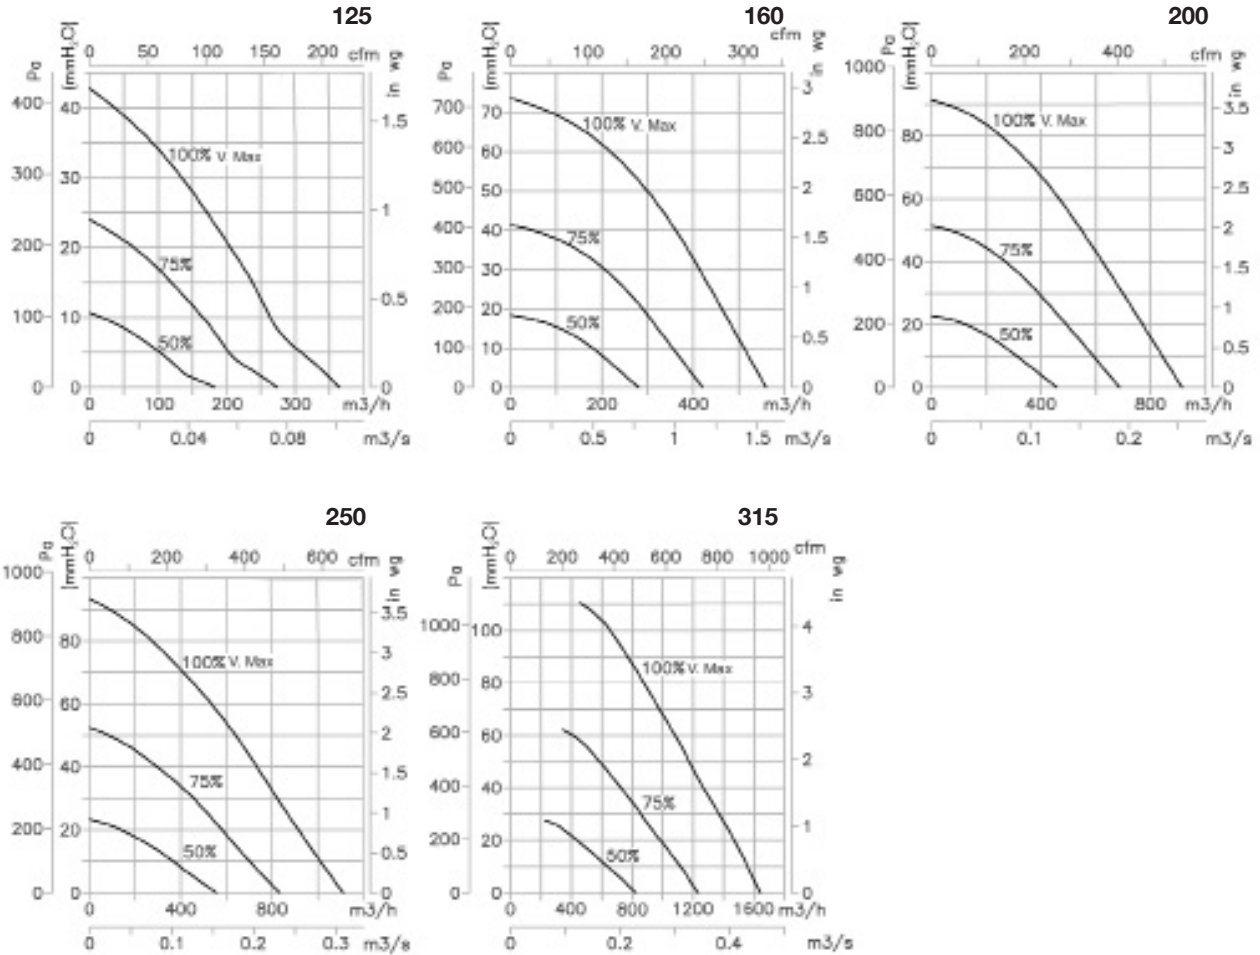 125
0 50 100 150 200 cfm
Pa
[mmH2O]
in wg
400 300 200 100 0
40 30 20 10 0
1.5 1 0.5 0
100% V. Max
75%
50%
0 100 200 300 m3/h
0 0.04 0.08 m3/s
160
0 100 200 300 cfm
Pa
[mmH2O]
in wg
700 600 500 400 300 200 100 0
70 60 50 40 30 20 10 0
3 2.5 2 1.5 1 0.5 0
100% V. Max
75%
50%
0 200 400 m3/h
0 0.5 1 1.5 m3/s
200
0 200 400 cfm
Pa
[mmH2O]
in wg
1000 800 600 400 200 0
80 60 40 20 0
3.5 3 2.5 2 1.5 1 0.5 0
100% V. Max
75%
50%
0 400 800 m3/h
0 0.1 0.2 m3/s
250
0 200 400 600 cfm
Pa
[mmH2O]
in wg
1000 800 600 400 200 0
80 60 40 20 0
3.5 3 2.5 2 1.5 1 0.5 0
100% V. Max
75%
50%
0 400 800 m3/h
0 0.1 0.2 0.3 m3/s
315
0 200 400 600 800 1000 cfm
Pa
[mmH2O]
in wg
1000 800 600 400 200 0
100 80 60 40 20 0
4 3 2 1 0
100% V. Max
75%
50%
0 400 800 1200 1600 m3/h
0 0.2 0.4 m3/s